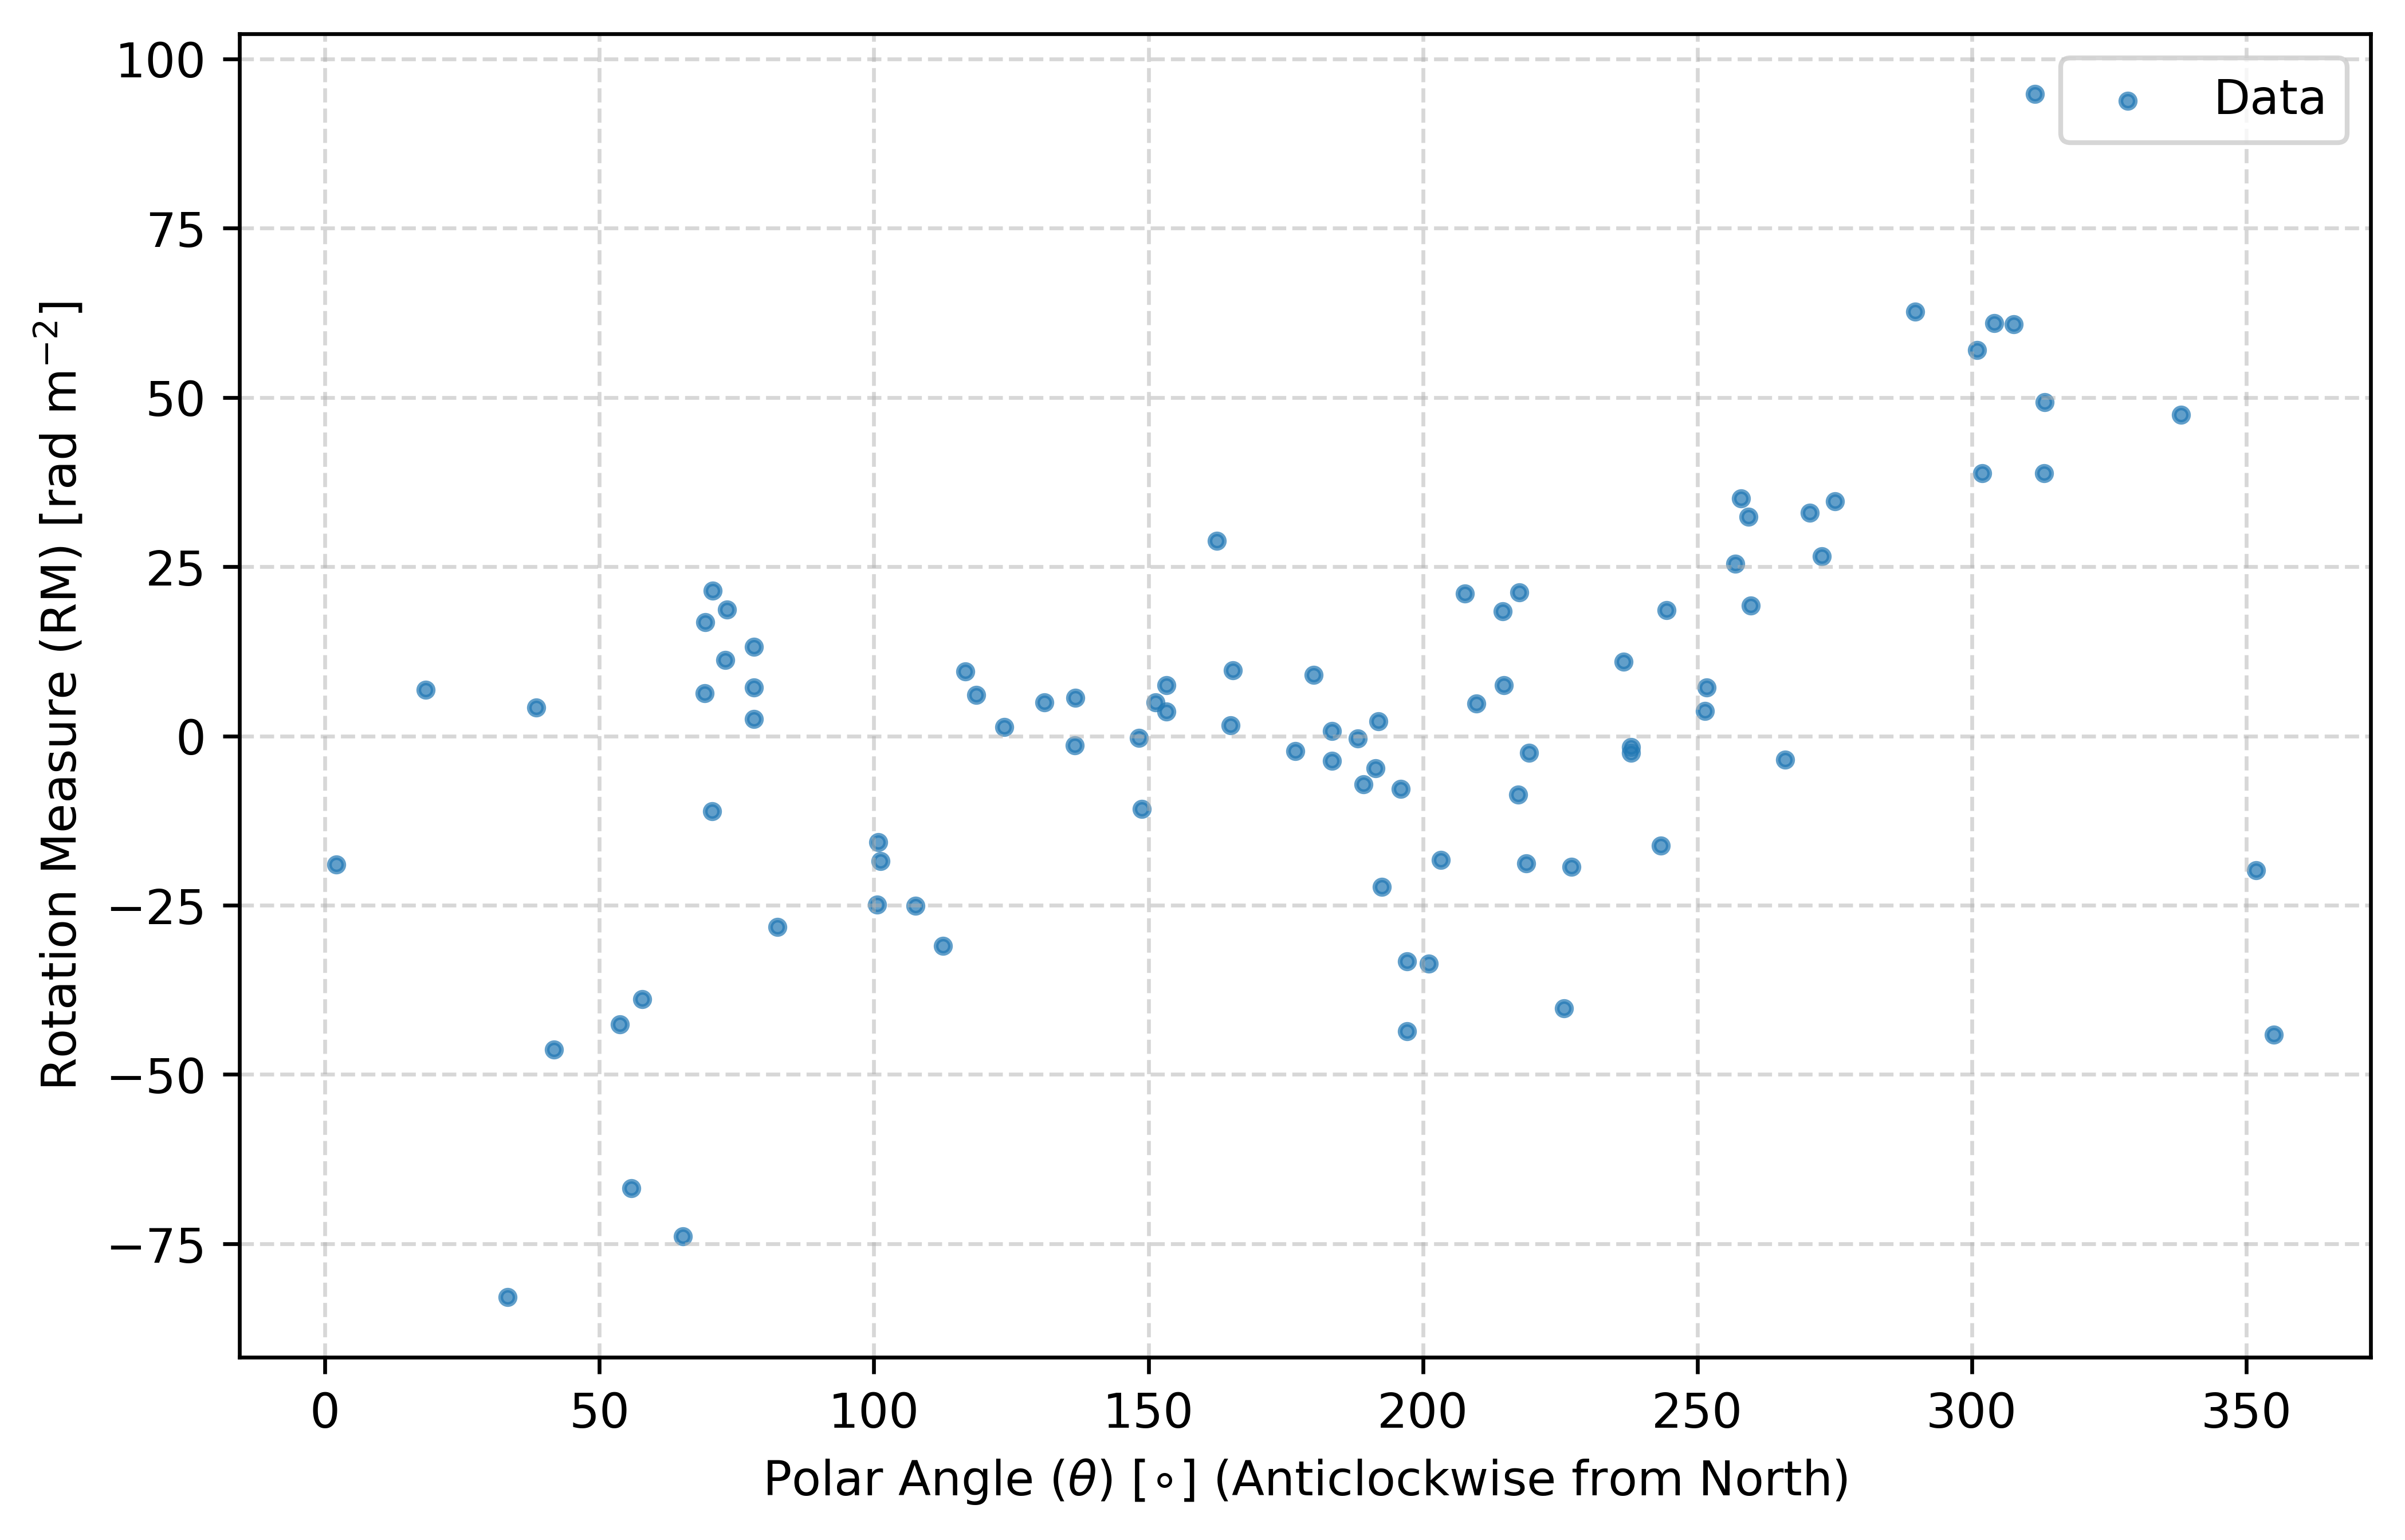 Data
Rotation Measure (RM) [rad m⁻²]
100
75
50
25
0
−25
−50
−75
0 50 100 150 200 250 300 350
Polar Angle (θ) [∘] (Anticlockwise from North)